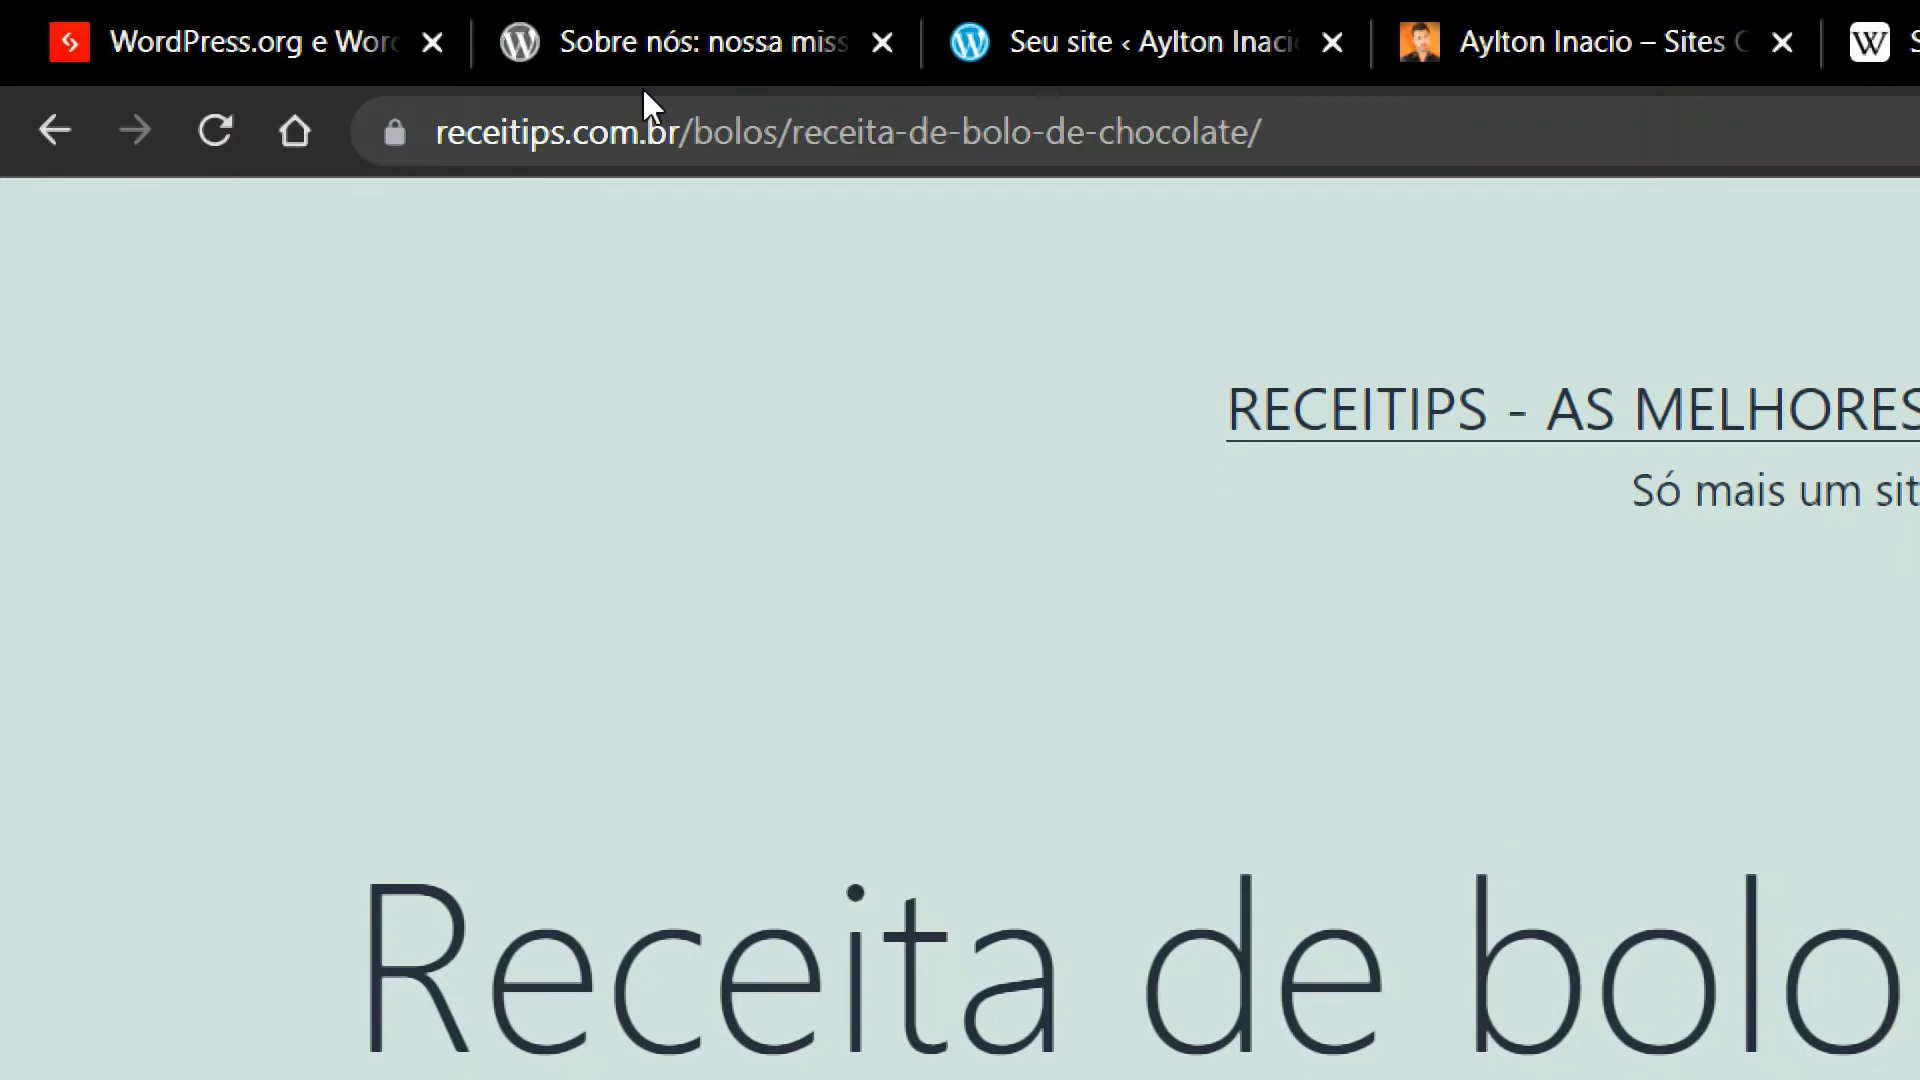 WordPress.org e Word
Sobre nós: nossa miss
Seu site ‹ Aylton Inaci
Aylton Inacio – Sites
receitips.com.br/bolos/receita-de-bolo-de-chocolate/
RECEITIPS - AS MELHORES
Só mais um sit
Receita de bolo